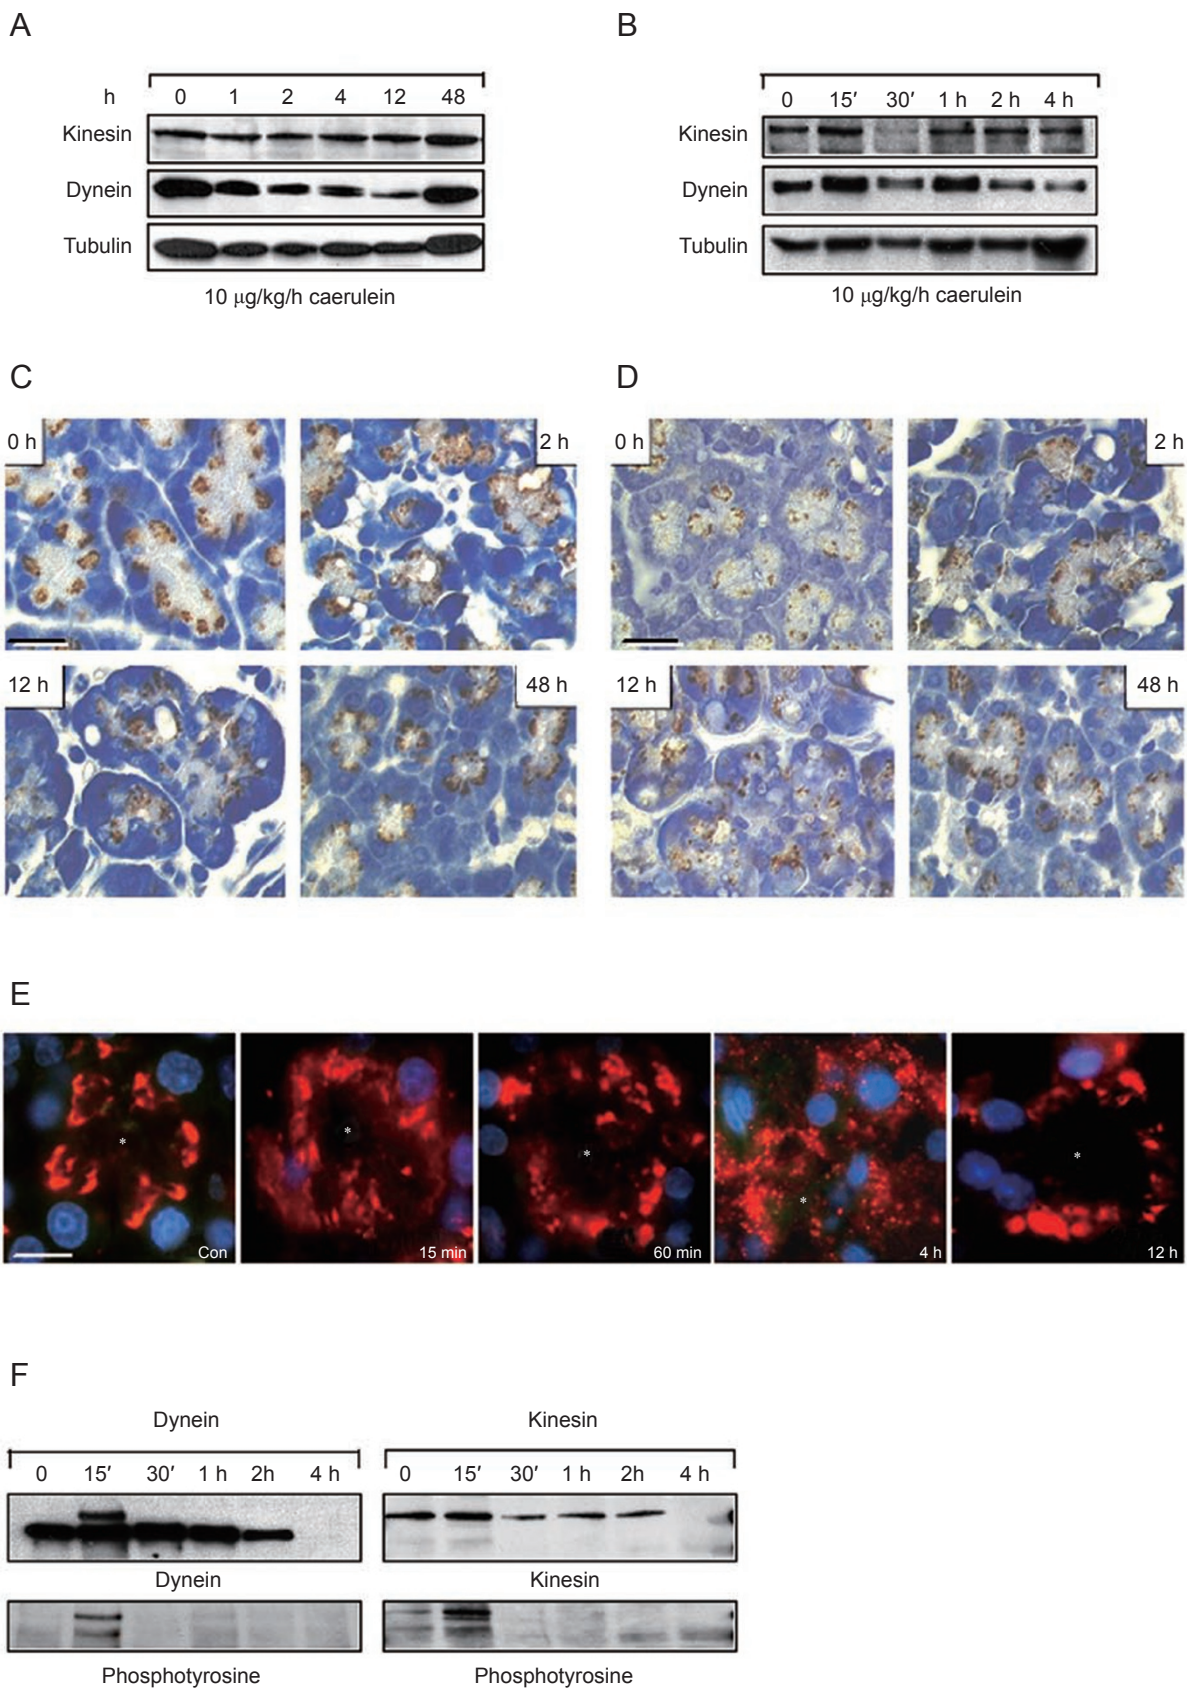 A
h 0 1 2 4 12 48
Kinesin
Dynein
Tubulin
10 µg/kg/h caerulein
B
0 15′ 30′ 1 h 2 h 4 h
Kinesin
Dynein
Tubulin
10 µg/kg/h caerulein
C
0 h
2 h
12 h
48 h
D
0 h
2 h
12 h
48 h
E
*
Con
*
15 min
*
60 min
*
4 h
*
12 h
F
Dynein
0 15′ 30′ 1 h 2h 4 h
Dynein
Phosphotyrosine
Kinesin
0 15′ 30′ 1 h 2h 4 h
Kinesin
Phosphotyrosine